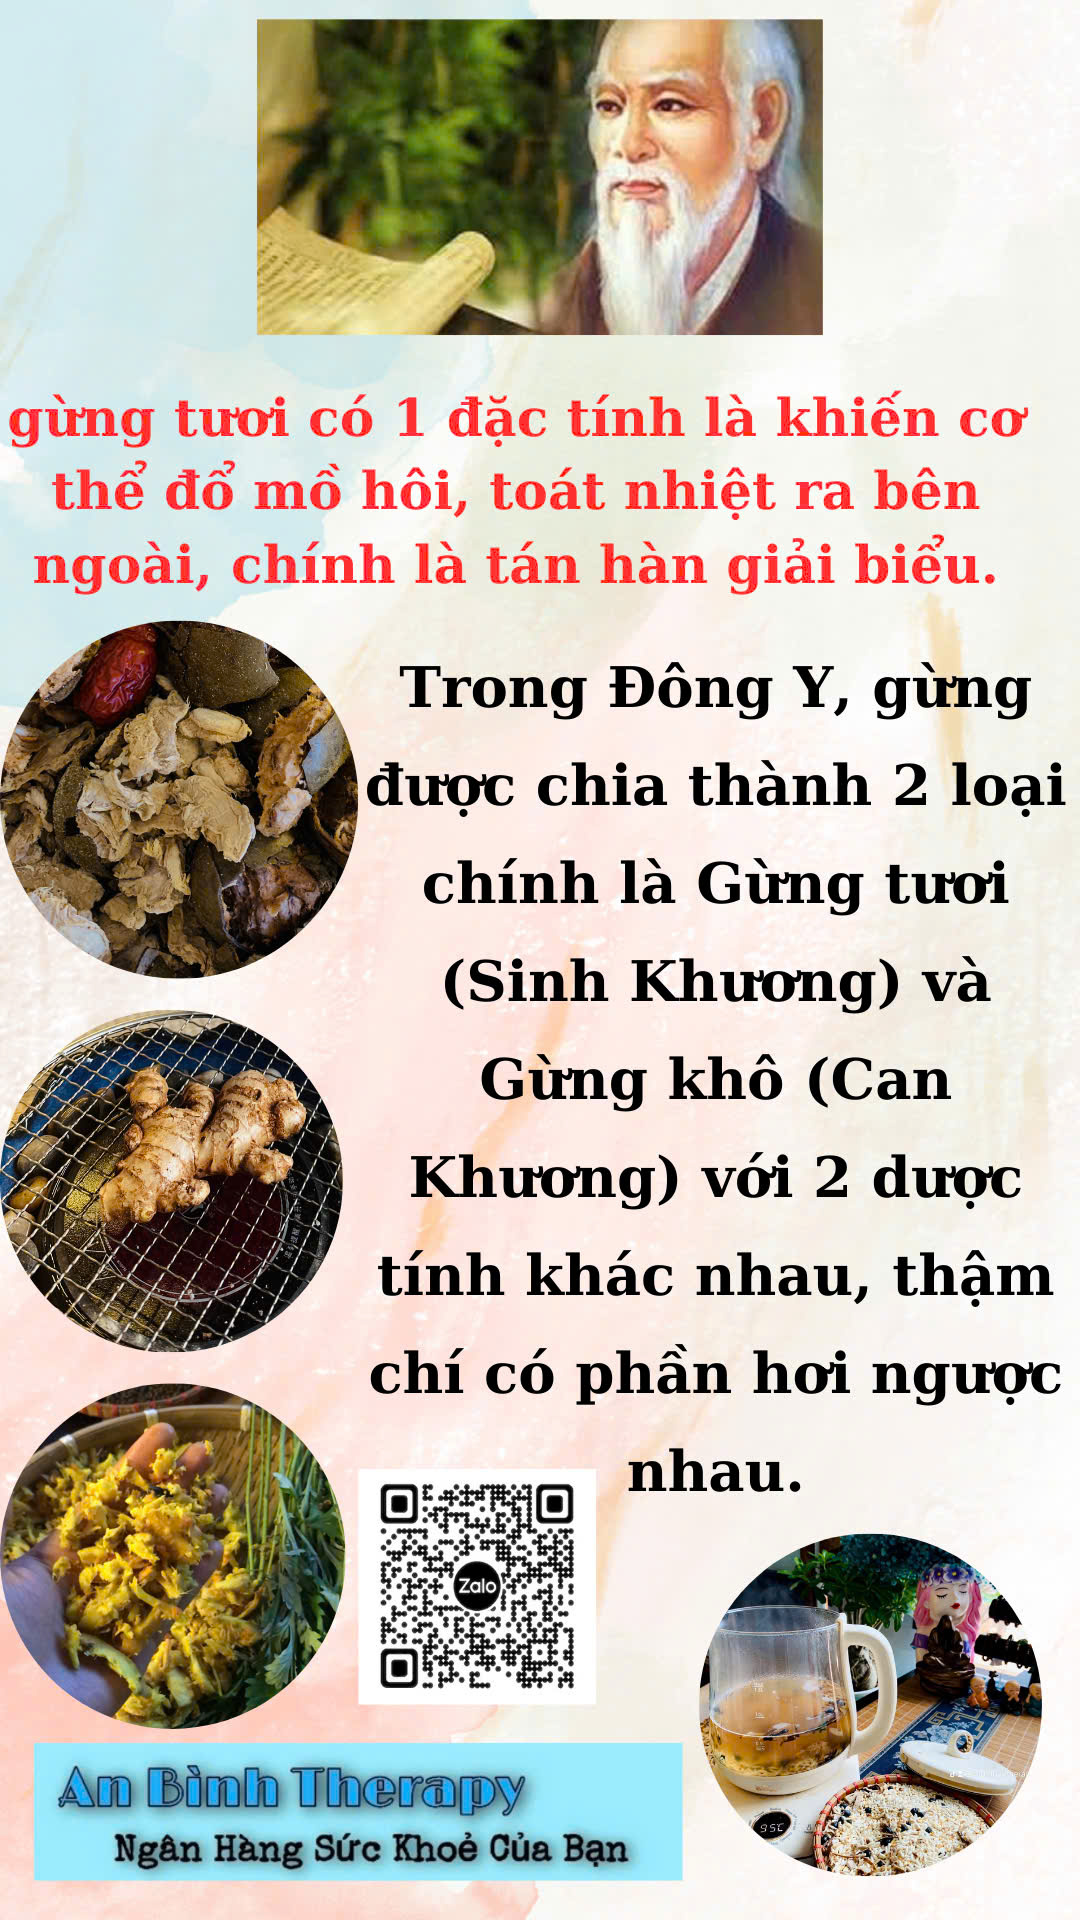 gừng tươi có 1 đặc tính là khiến cơ
thể đổ mồ hôi, toát nhiệt ra bên
ngoài, chính là tán hàn giải biểu.
Trong Đông Y, gừng
được chia thành 2 loại
chính là Gừng tươi
(Sinh Khương) và
Gừng khô (Can
Khương) với 2 dược
tính khác nhau, thậm
chí có phần hơi ngược
nhau.
Zalo
95℃
An Bình Therapy
Ngân Hàng Sức Khoẻ Của Bạn